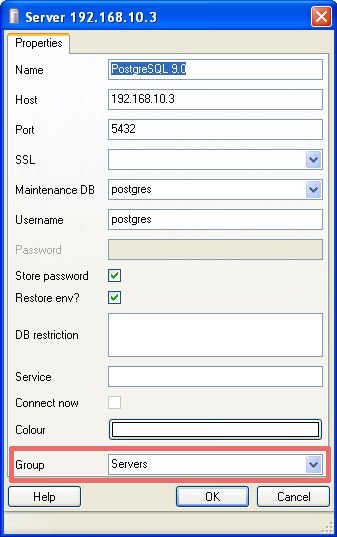 Server 192.168.10.3
Properties
Name PostgreSQL 9.0
Host 192.168.10.3
Port 5432
SSL
Maintenance DB postgres
Username postgres
Password
Store password
Restore env?
DB restriction
Service
Connect now
Colour
Group Servers
Help OK Cancel